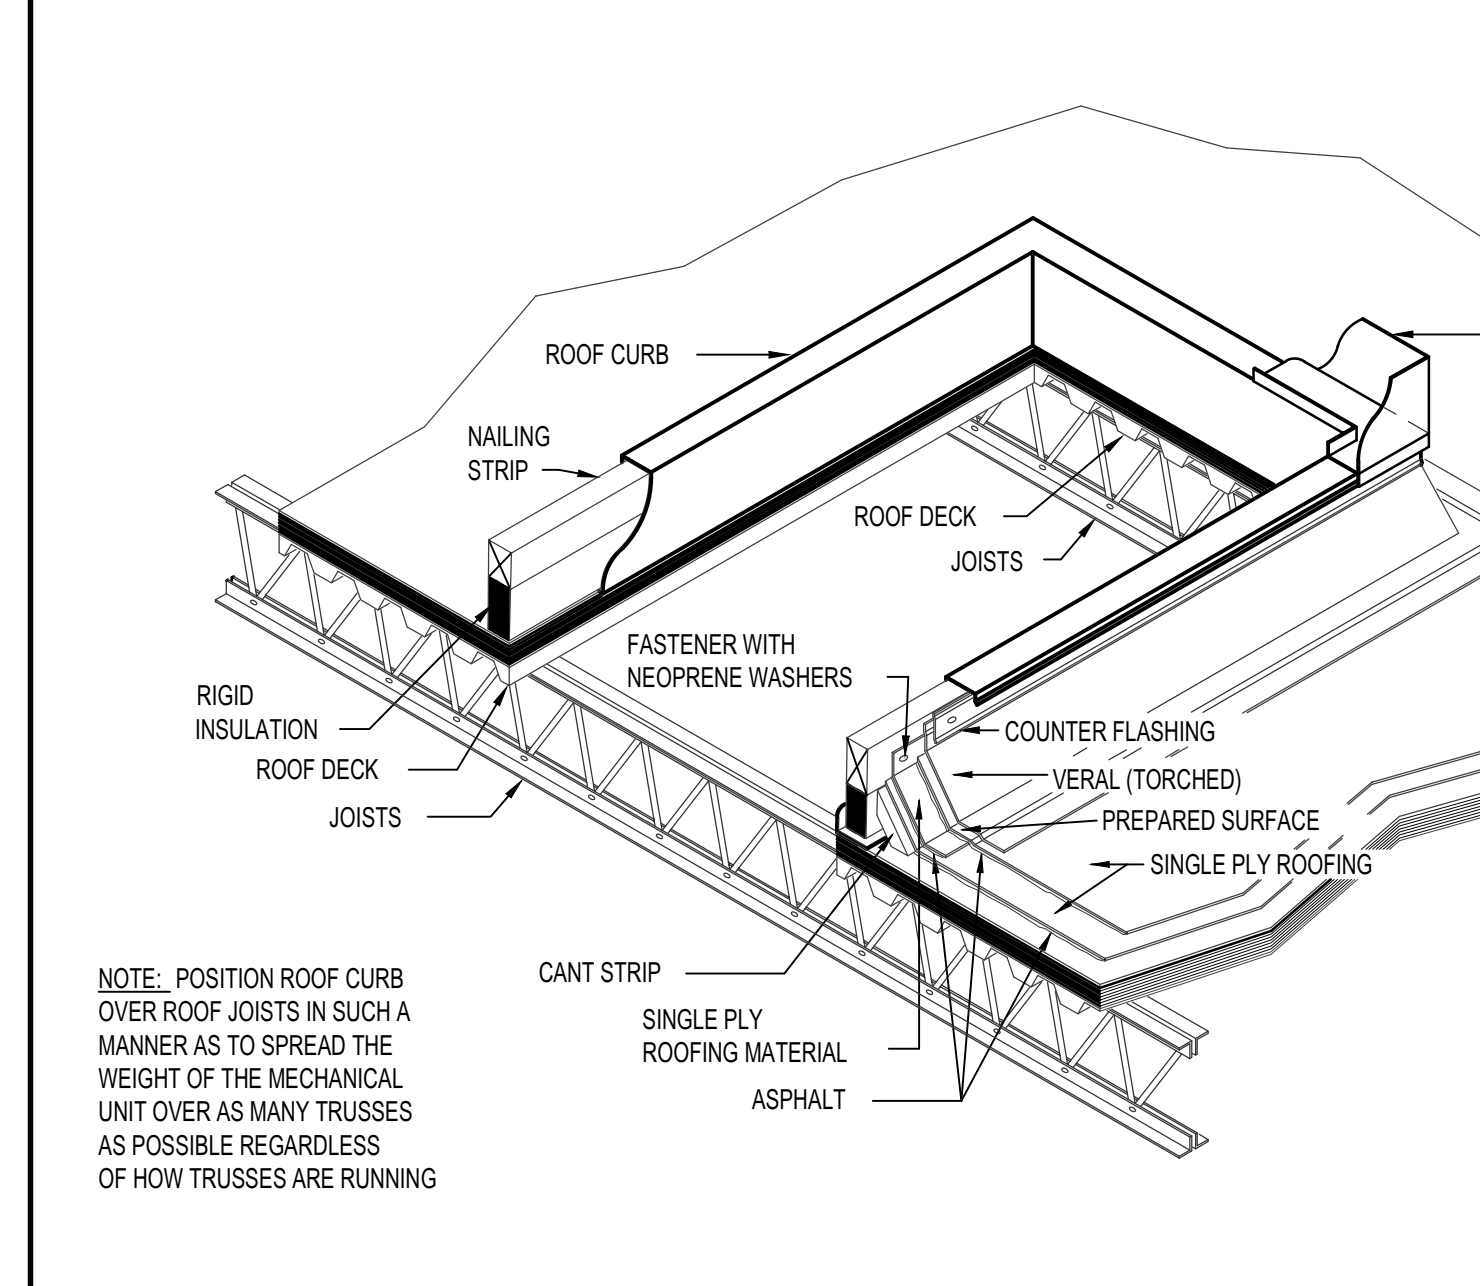 ROOF CURB
NAILING
STRIP
ROOF DECK
JOISTS
FASTENER WITH
NEOPRENE WASHERS
RIGID
INSULATION
ROOF DECK
JOISTS
COUNTER FLASHING
VERAL (TORCHED)
PREPARED SURFACE
SINGLE PLY ROOFING
CANT STRIP
SINGLE PLY
ROOFING MATERIAL
ASPHALT
NOTE: POSITION ROOF CURB
OVER ROOF JOISTS IN SUCH A
MANNER AS TO SPREAD THE
WEIGHT OF THE MECHANICAL
UNIT OVER AS MANY TRUSSES
AS POSSIBLE REGARDLESS
OF HOW TRUSSES ARE RUNNING